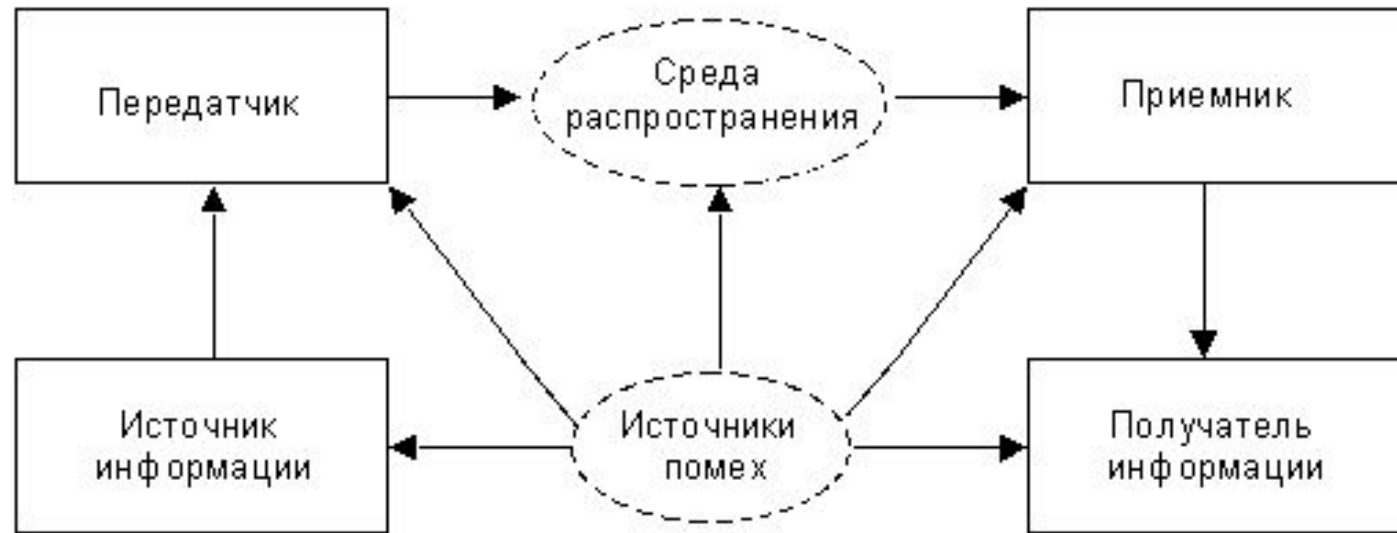 Передатчик
Среда
распространения
Приемник
Источник
информации
Источники
помех
Получатель
информации